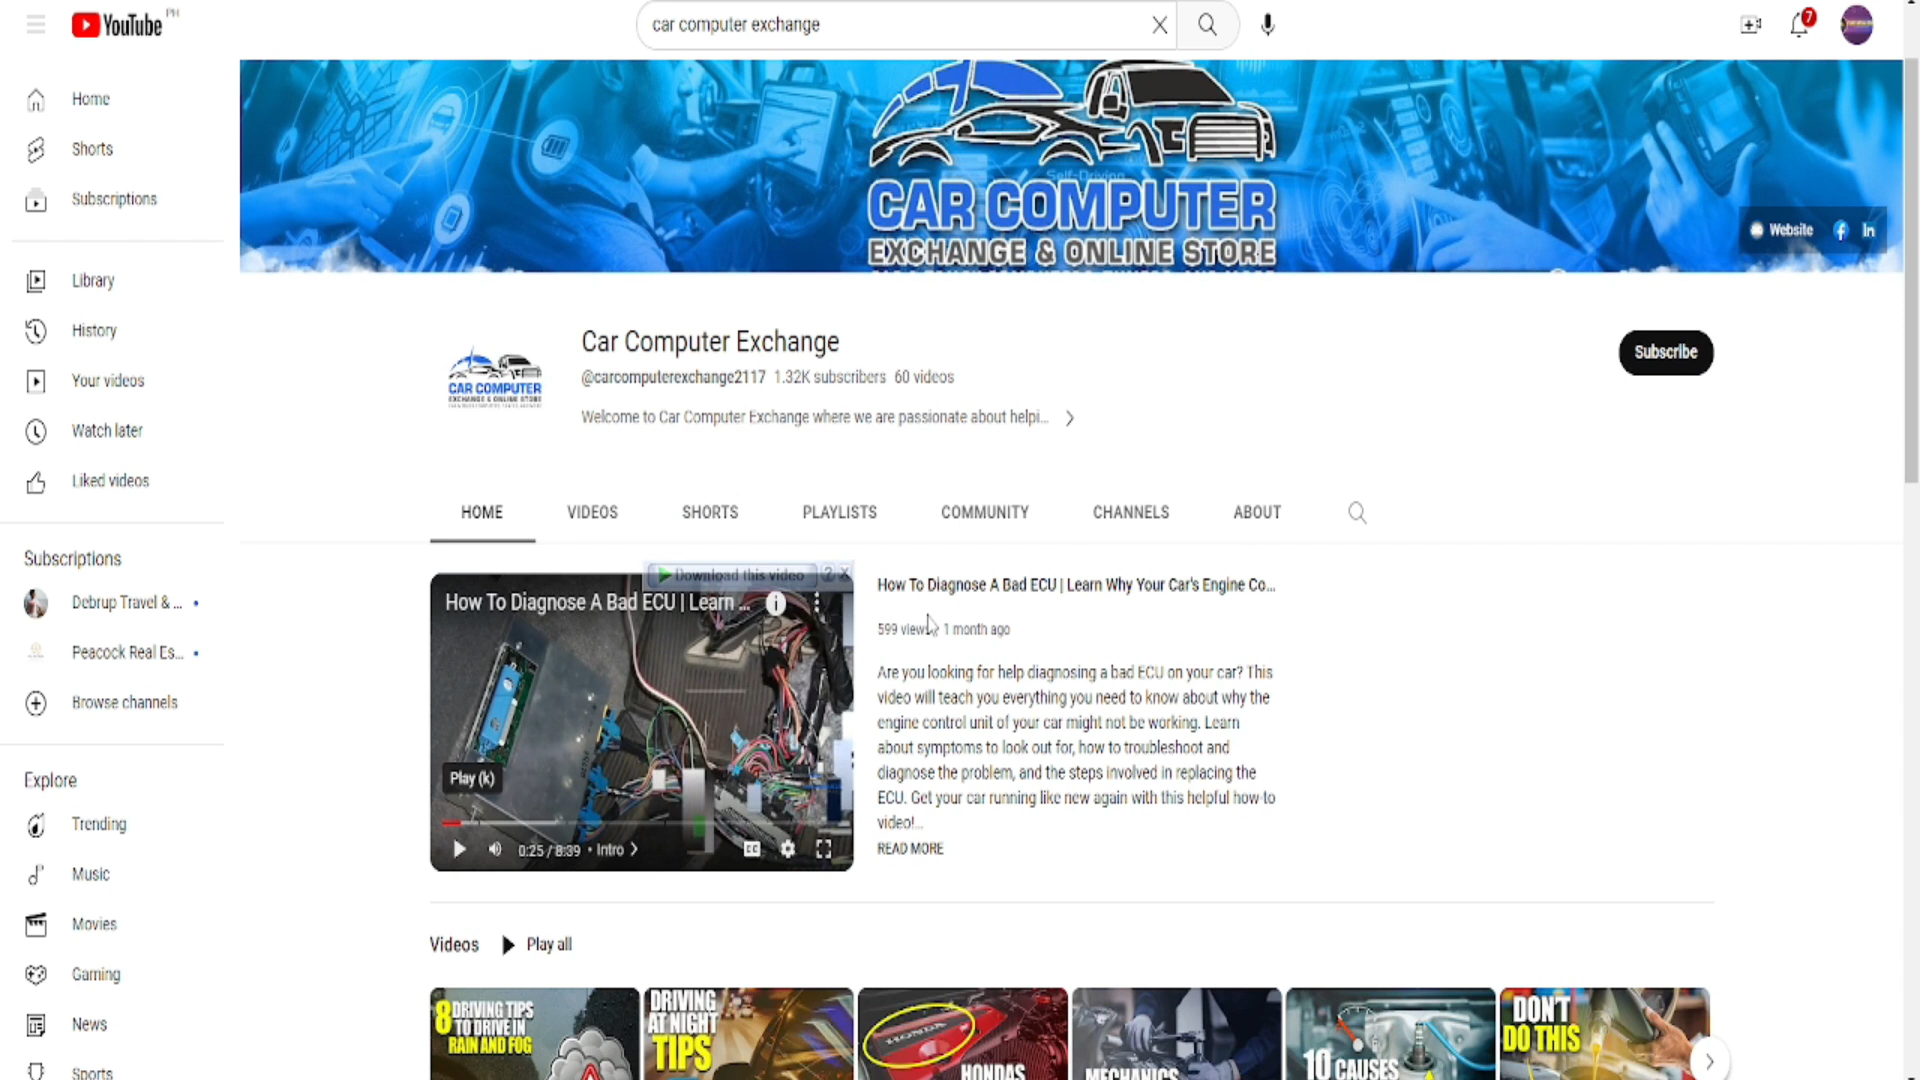 YouTube PH
car computer exchange
7
Home
Shorts
Subscriptions
Library
History
Your videos
Watch later
Liked videos
Subscriptions
Debrup Travel & ...
Peacock Real Es...
Browse channels
Explore
Trending
Music
Movies
Gaming
News
Sports
Self-Driving
CAR COMPUTER
EXCHANGE & ONLINE STORE
Website
f in
CAR COMPUTER
EXCHANGE & ONLINE STORE
Car Computer Exchange
@carcomputerexchange2117 1.32K subscribers 60 videos
Welcome to Car Computer Exchange where we are passionate about helpi...
Subscribe
HOME VIDEOS SHORTS PLAYLISTS COMMUNITY CHANNELS ABOUT
Download this video ? X
How To Diagnose A Bad ECU | Learn ...
Play (k)
0:25 / 8:39 • Intro
CC
How To Diagnose A Bad ECU | Learn Why Your Car's Engine Co...
599 views 1 month ago
Are you looking for help diagnosing a bad ECU on your car? This
video will teach you everything you need to know about why the
engine control unit of your car might not be working. Learn
about symptoms to look out for, how to troubleshoot and
diagnose the problem, and the steps involved in replacing the
ECU. Get your car running like new again with this helpful how-to
video!...
READ MORE
Videos Play all
8 DRIVING TIPS
TO DRIVE IN
RAIN AND FOG
DRIVING
AT NIGHT
TIPS
HONDAS
MECHANICS
10 CAUSES
DON'T
DO THIS